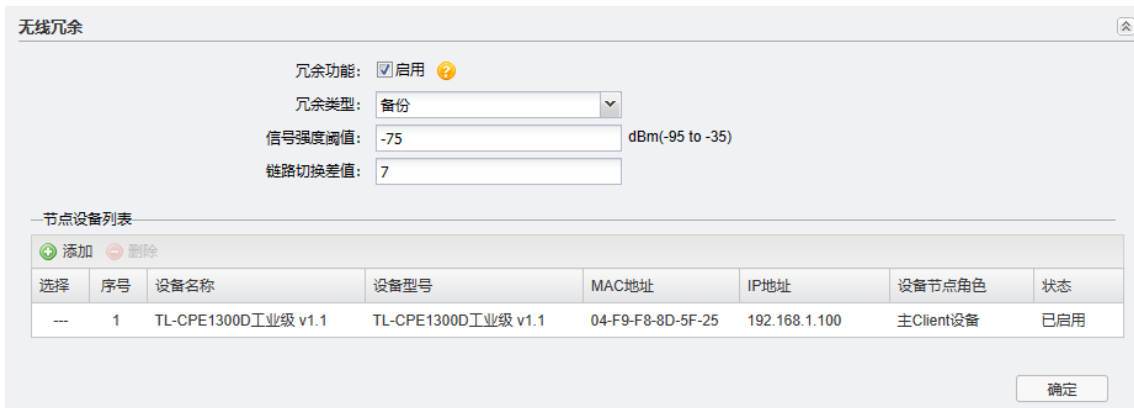 无线冗余
冗余功能： 启用 ?
冗余类型： 备份
信号强度阈值： -75 dBm(-95 to -35)
链路切换差值： 7
节点设备列表
添加 删除
选择 序号 设备名称 设备型号 MAC地址 IP地址 设备节点角色 状态
--- 1 TL-CPE1300D工业级 v1.1 TL-CPE1300D工业级 v1.1 04-F9-F8-8D-5F-25 192.168.1.100 主Client设备 已启用
确定